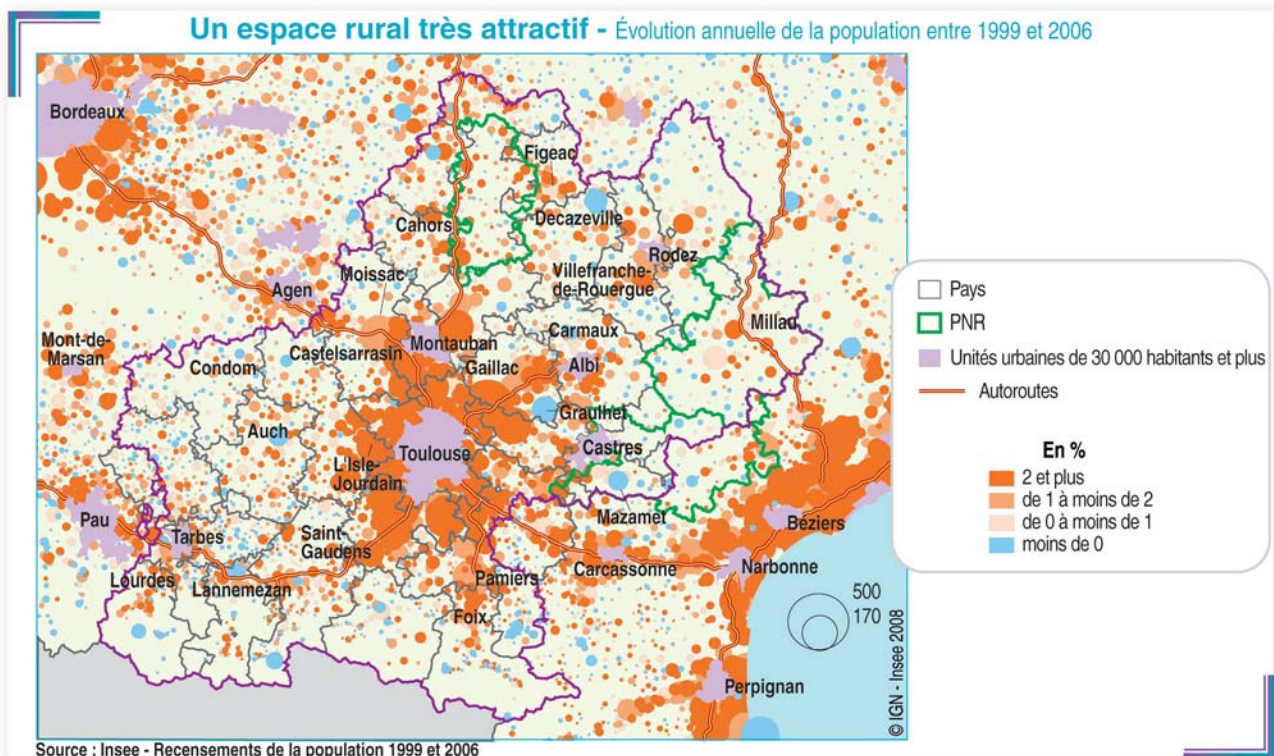 Un espace rural très attractif - Évolution annuelle de la population entre 1999 et 2006
Bordeaux
Figeac
Cahors
Decazeville
Rodez
Moissac
Villefranche-
de-Rouergue
Agen
Millad
Mont-de-
Marsan
Condom
Castelsarrasin
Montauban
Carmaux
Gaillac
Albi
Graulhet
Auch
Toulouse
Castres
L'Isle-
Jourdain
Mazamet
Béziers
Pau
Tarbes
Saint-
Gaudens
Lourdes
Lannemezan
Pamiers
Carcassonne
Narbonne
Foix
Perpignan
500
170
© IGN - Insee 2008
Pays
PNR
Unités urbaines de 30 000 habitants et plus
Autoroutes
En %
2 et plus
de 1 à moins de 2
de 0 à moins de 1
moins de 0
Source : Insee - Recensements de la population 1999 et 2006